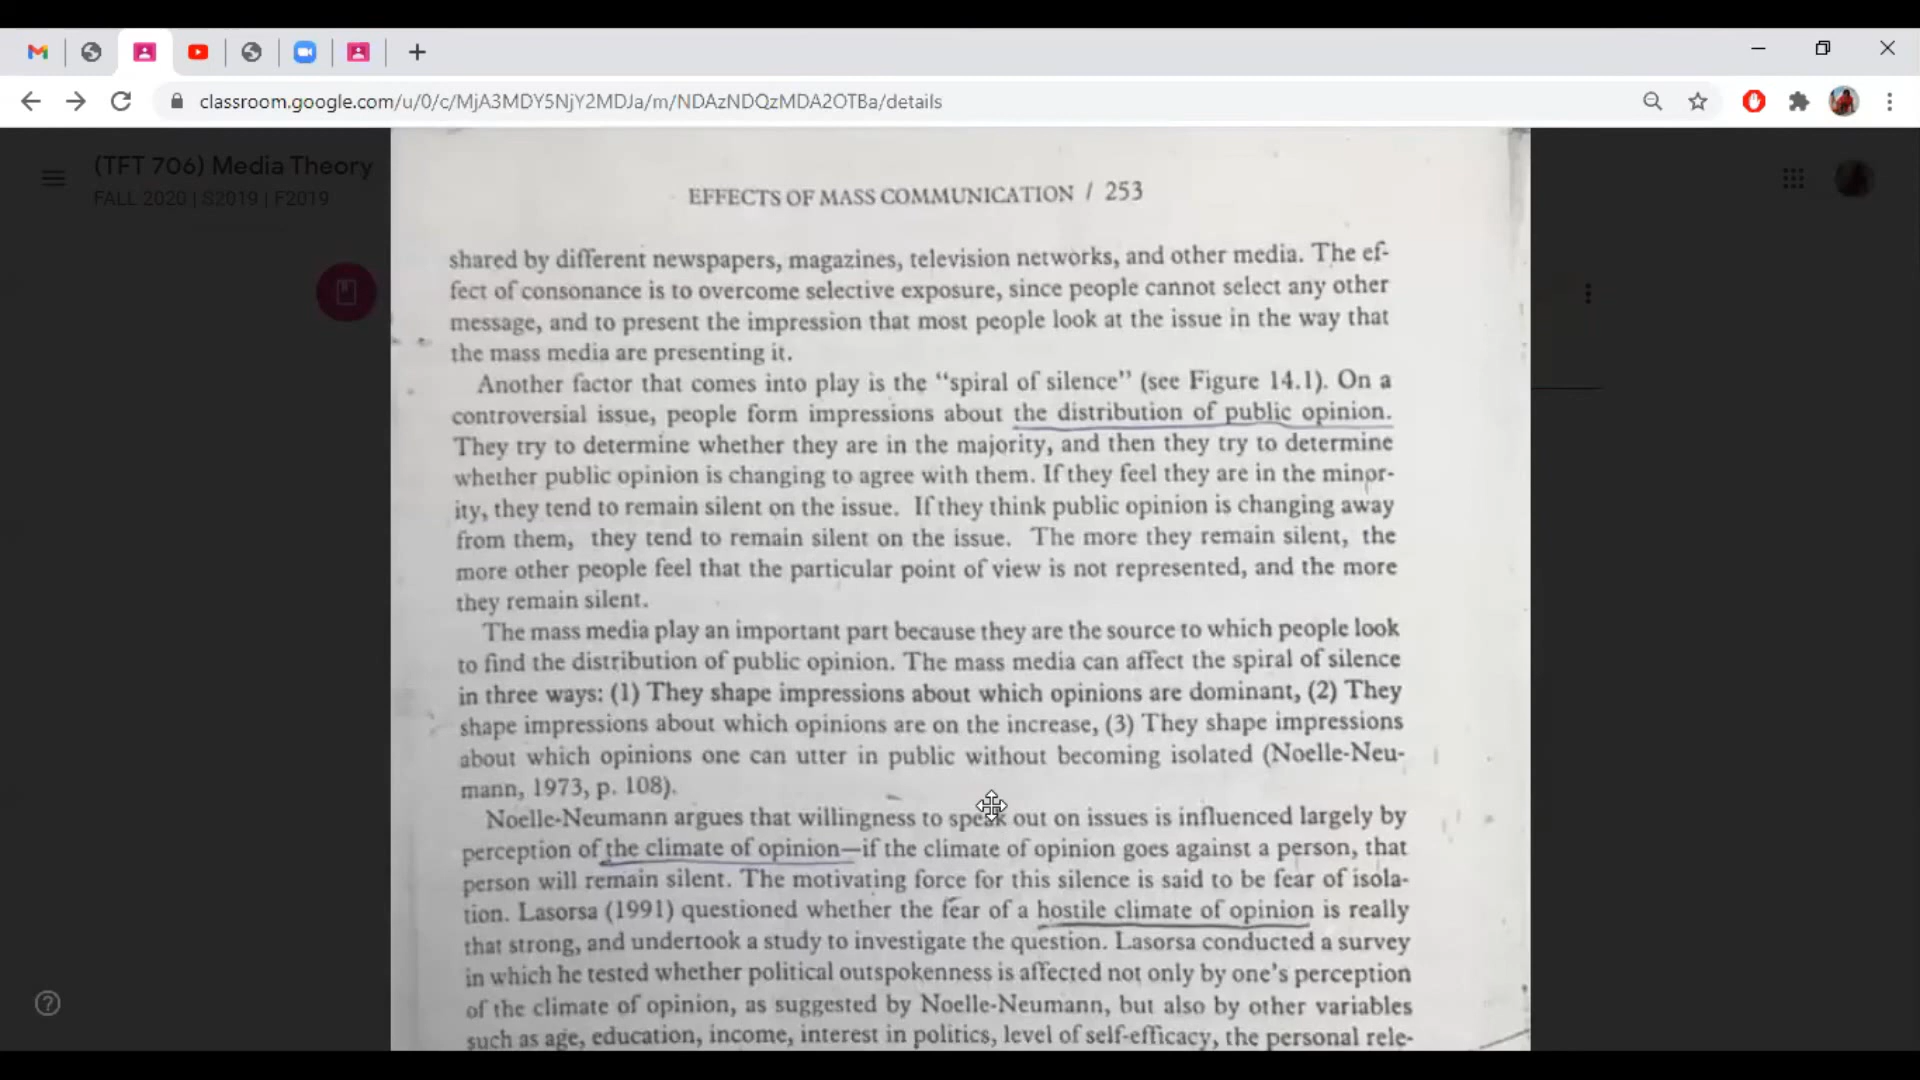 classroom.google.com/u/0/c/MjA3MDY5NjY2MDJa/m/NDAzNDQzMDA2OTBa/details
(TFT 706) Media Theory
FALL 2020 | S2019 | F2019
EFFECTS OF MASS COMMUNICATION / 253
shared by different newspapers, magazines, television networks, and other media. The ef-
fect of consonance is to overcome selective exposure, since people cannot select any other
message, and to present the impression that most people look at the issue in the way that
the mass media are presenting it.
Another factor that comes into play is the “spiral of silence” (see Figure 14.1). On a
controversial issue, people form impressions about the distribution of public opinion.
They try to determine whether they are in the majority, and then they try to determine
whether public opinion is changing to agree with them. If they feel they are in the minor-
ity, they tend to remain silent on the issue. If they think public opinion is changing away
from them, they tend to remain silent on the issue. The more they remain silent, the
more other people feel that the particular point of view is not represented, and the more
they remain silent.
The mass media play an important part because they are the source to which people look
to find the distribution of public opinion. The mass media can affect the spiral of silence
in three ways: (1) They shape impressions about which opinions are dominant, (2) They
shape impressions about which opinions are on the increase, (3) They shape impressions
about which opinions one can utter in public without becoming isolated (Noelle-Neu-
mann, 1973, p. 108).
Noelle-Neumann argues that willingness to speak out on issues is influenced largely by
perception of the climate of opinion—if the climate of opinion goes against a person, that
person will remain silent. The motivating force for this silence is said to be fear of isola-
tion. Lasorsa (1991) questioned whether the fear of a hostile climate of opinion is really
that strong, and undertook a study to investigate the question. Lasorsa conducted a survey
in which he tested whether political outspokenness is affected not only by one’s perception
of the climate of opinion, as suggested by Noelle-Neumann, but also by other variables
such as age, education, income, interest in politics, level of self-efficacy, the personal rele-